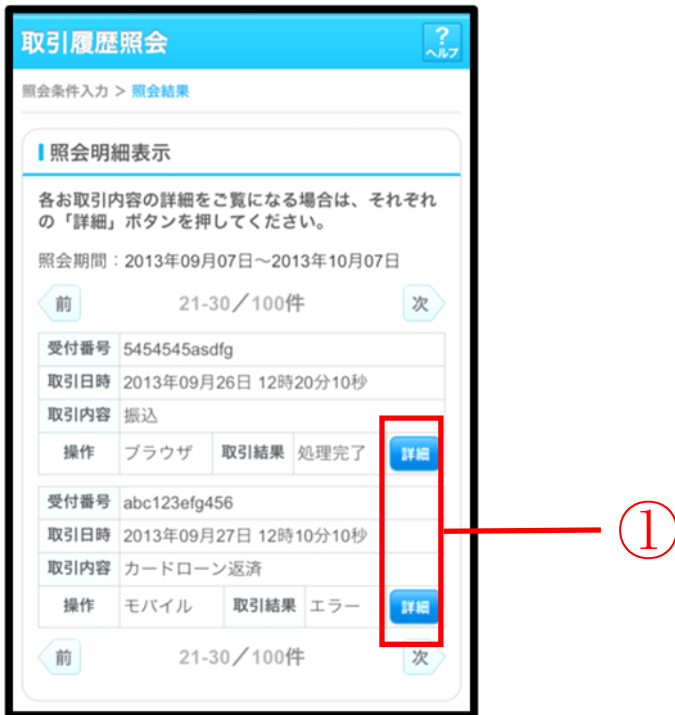 取引履歴照会
?
ヘルプ
照会条件入力 > 照会結果
照会明細表示
各お取引内容の詳細をご覧になる場合は、それぞれ
の「詳細」ボタンを押してください。
照会期間：2013年09月07日～2013年10月07日
前 21-30／100件 次
受付番号 5454545asdfg
取引日時 2013年09月26日 12時20分10秒
取引内容 振込
操作 ブラウザ 取引結果 処理完了 詳細
受付番号 abc123efg456
取引日時 2013年09月27日 12時10分10秒
取引内容 カードローン返済
操作 モバイル 取引結果 エラー 詳細
前 21-30／100件 次
①